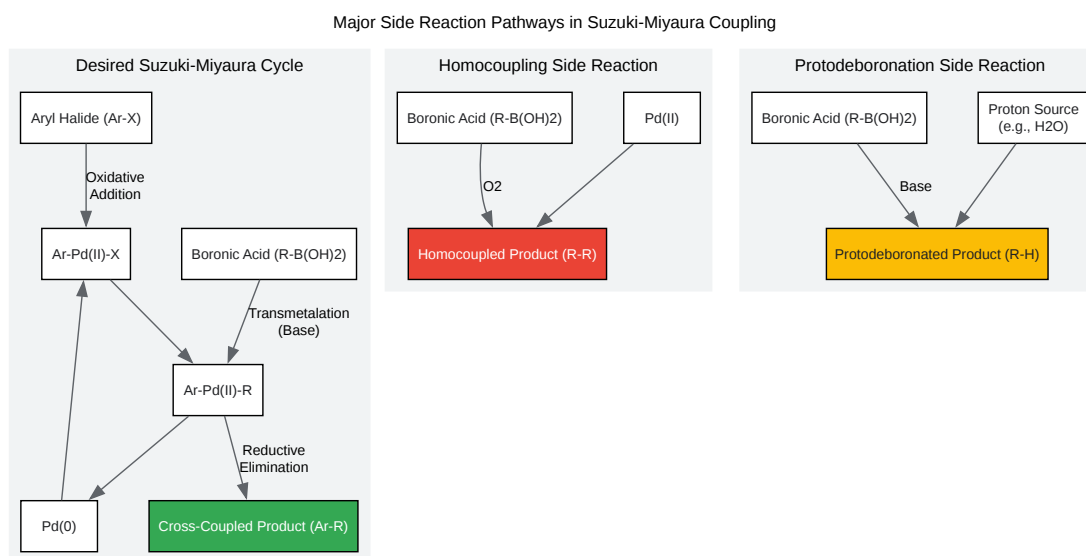 Major Side Reaction Pathways in Suzuki-Miyaura Coupling
Desired Suzuki-Miyaura Cycle
Aryl Halide (Ar-X)
Oxidative
Addition
Ar-Pd(II)-X
Boronic Acid (R-B(OH)2)
Transmetalation
(Base)
Ar-Pd(II)-R
Reductive
Elimination
Pd(0)
Cross-Coupled Product (Ar-R)
Homocoupling Side Reaction
Boronic Acid (R-B(OH)2)
Pd(II)
O2
Homocoupled Product (R-R)
Protodeboronation Side Reaction
Boronic Acid (R-B(OH)2)
Proton Source
(e.g., H2O)
Base
Protodeboronated Product (R-H)